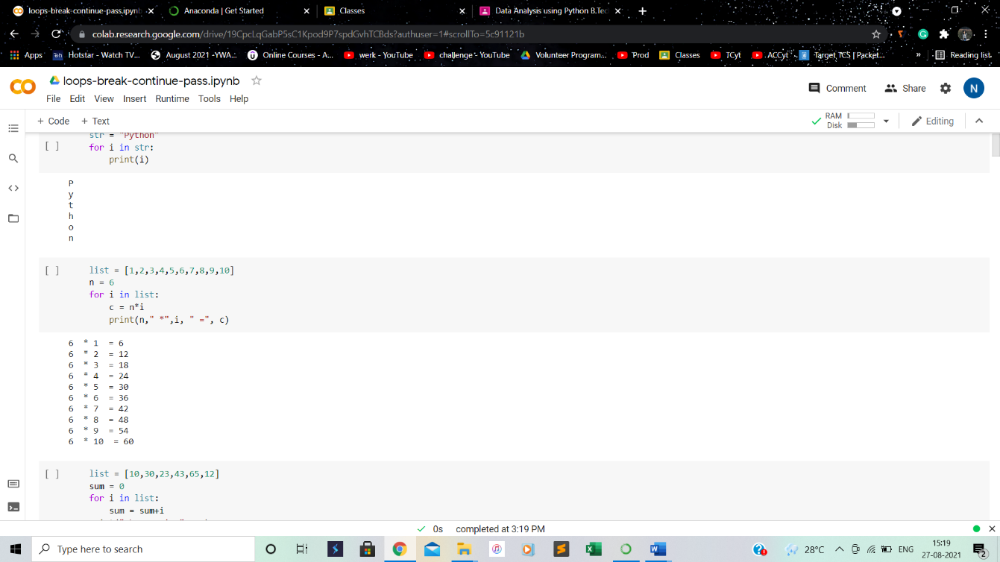 loops-break-continue-pass.ipynb
Anaconda | Get Started
Classes
Data Analysis using Python B.Tec
colab.research.google.com/drive/19CpcLqGabP5sC1Kpod9P7spdGvhTCBds?authuser=1#scrollTo=5c91121b
Apps
Hotstar - Watch TV...
August 2021 -YWA...
Online Courses - A...
werk - YouTube
challenge - YouTube
Volunteer Program...
Prod
Classes
TCyt
ACCyt
Target TCS | Packet...
»
Reading list
loops-break-continue-pass.ipynb
File Edit View Insert Runtime Tools Help
Comment
Share
N
+ Code + Text
RAM
Disk
Editing
str = "Python"
[ ] for i in str:
print(i)
P
y
t
h
o
n
[ ] list = [1,2,3,4,5,6,7,8,9,10]
n = 6
for i in list:
c = n*i
print(n," *",i, " =", c)
6  * 1  = 6
6  * 2  = 12
6  * 3  = 18
6  * 4  = 24
6  * 5  = 30
6  * 6  = 36
6  * 7  = 42
6  * 8  = 48
6  * 9  = 54
6  * 10  = 60
[ ] list = [10,30,23,43,65,12]
sum = 0
for i in list:
sum = sum+i
0s completed at 3:19 PM
Type here to search
28°C
ENG
15:19
27-08-2021
2